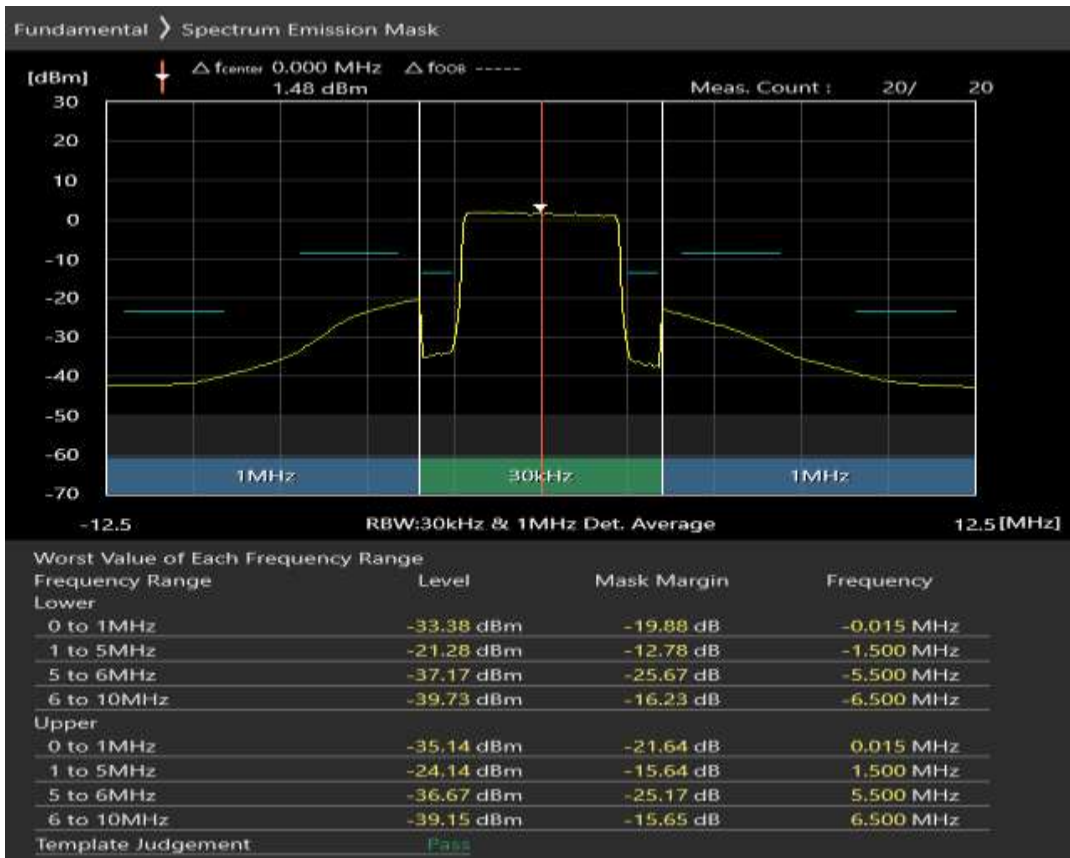 Fundamental ❯ Spectrum Emission Mask
[dBm] △ fcenter 0.000 MHz △ fOOB -----
1.48 dBm Meas. Count : 20/ 20
30
20
10
0
-10
-20
-30
-40
-50
-60
-70
1MHz 30kHz 1MHz
-12.5 RBW:30kHz & 1MHz Det. Average 12.5 [MHz]
Worst Value of Each Frequency Range
Frequency Range Level Mask Margin Frequency
Lower
0 to 1MHz -33.38 dBm -19.88 dB -0.015 MHz
1 to 5MHz -21.28 dBm -12.78 dB -1.500 MHz
5 to 6MHz -37.17 dBm -25.67 dB -5.500 MHz
6 to 10MHz -39.73 dBm -16.23 dB -6.500 MHz
Upper
0 to 1MHz -35.14 dBm -21.64 dB 0.015 MHz
1 to 5MHz -24.14 dBm -15.64 dB 1.500 MHz
5 to 6MHz -36.67 dBm -25.17 dB 5.500 MHz
6 to 10MHz -39.15 dBm -15.65 dB 6.500 MHz
Template Judgement Pass